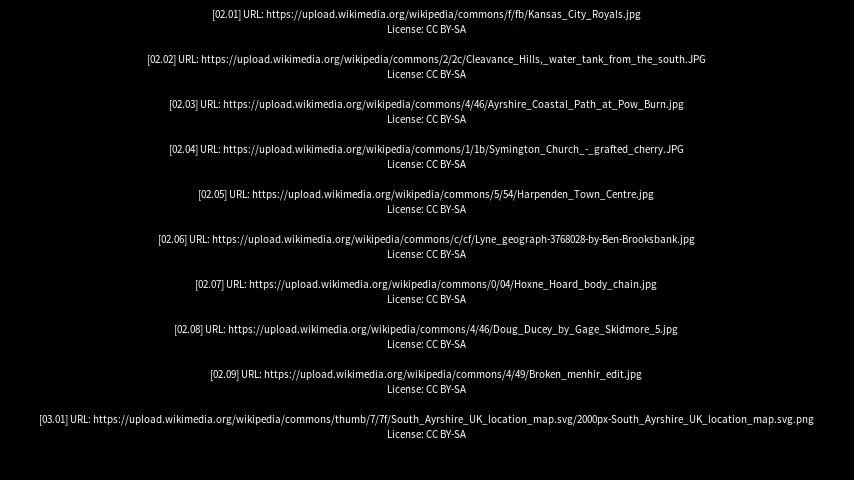 [02.01] URL: https://upload.wikimedia.org/wikipedia/commons/f/fb/Kansas_City_Royals.jpg
License: CC BY-SA
[02.02] URL: https://upload.wikimedia.org/wikipedia/commons/2/2c/Cleavance_Hills,_water_tank_from_the_south.JPG
License: CC BY-SA
[02.03] URL: https://upload.wikimedia.org/wikipedia/commons/4/46/Ayrshire_Coastal_Path_at_Pow_Burn.jpg
License: CC BY-SA
[02.04] URL: https://upload.wikimedia.org/wikipedia/commons/1/1b/Symington_Church_-_grafted_cherry.JPG
License: CC BY-SA
[02.05] URL: https://upload.wikimedia.org/wikipedia/commons/5/54/Harpenden_Town_Centre.jpg
License: CC BY-SA
[02.06] URL: https://upload.wikimedia.org/wikipedia/commons/c/cf/Lyne_geograph-3768028-by-Ben-Brooksbank.jpg
License: CC BY-SA
[02.07] URL: https://upload.wikimedia.org/wikipedia/commons/0/04/Hoxne_Hoard_body_chain.jpg
License: CC BY-SA
[02.08] URL: https://upload.wikimedia.org/wikipedia/commons/4/46/Doug_Ducey_by_Gage_Skidmore_5.jpg
License: CC BY-SA
[02.09] URL: https://upload.wikimedia.org/wikipedia/commons/4/49/Broken_menhir_edit.jpg
License: CC BY-SA
[03.01] URL: https://upload.wikimedia.org/wikipedia/commons/thumb/7/7f/South_Ayrshire_UK_location_map.svg/2000px-South_Ayrshire_UK_location_map.svg.png
License: CC BY-SA